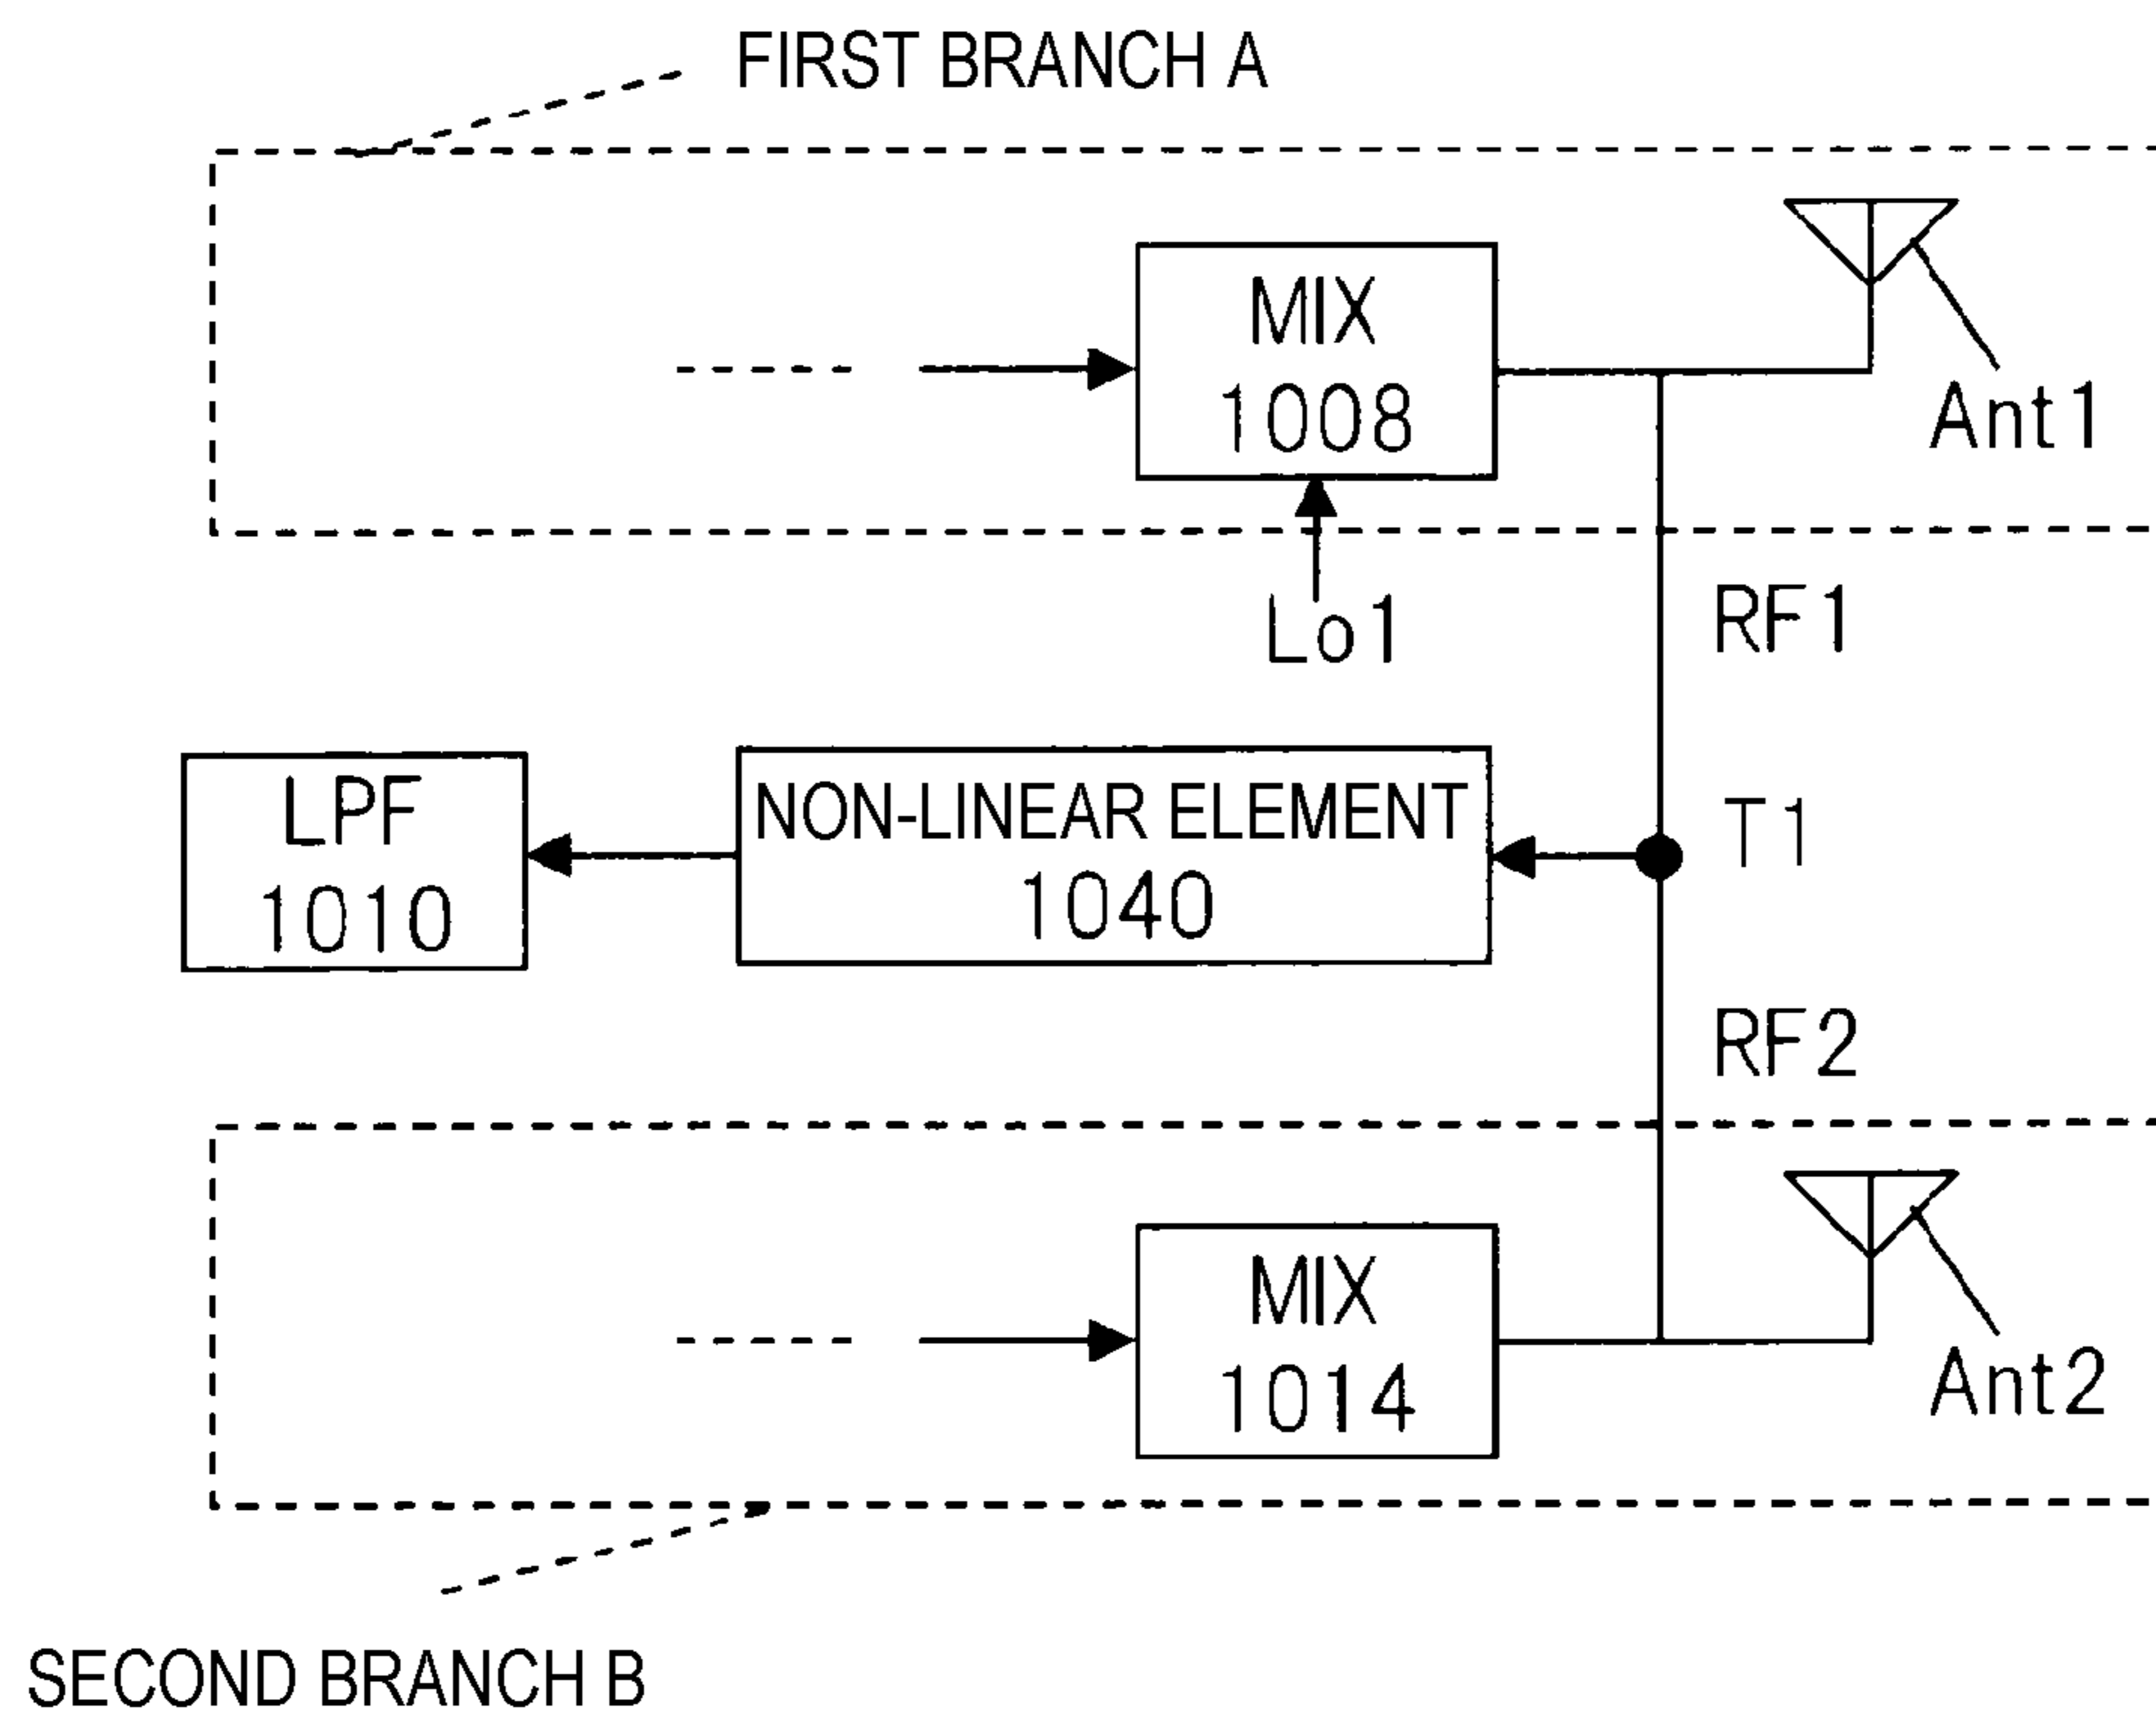 FIRST BRANCH A
MIX
1008
Ant1
Lo1
RF1
LPF
1010
NON-LINEAR ELEMENT
1040
T1
RF2
MIX
1014
Ant2
SECOND BRANCH B